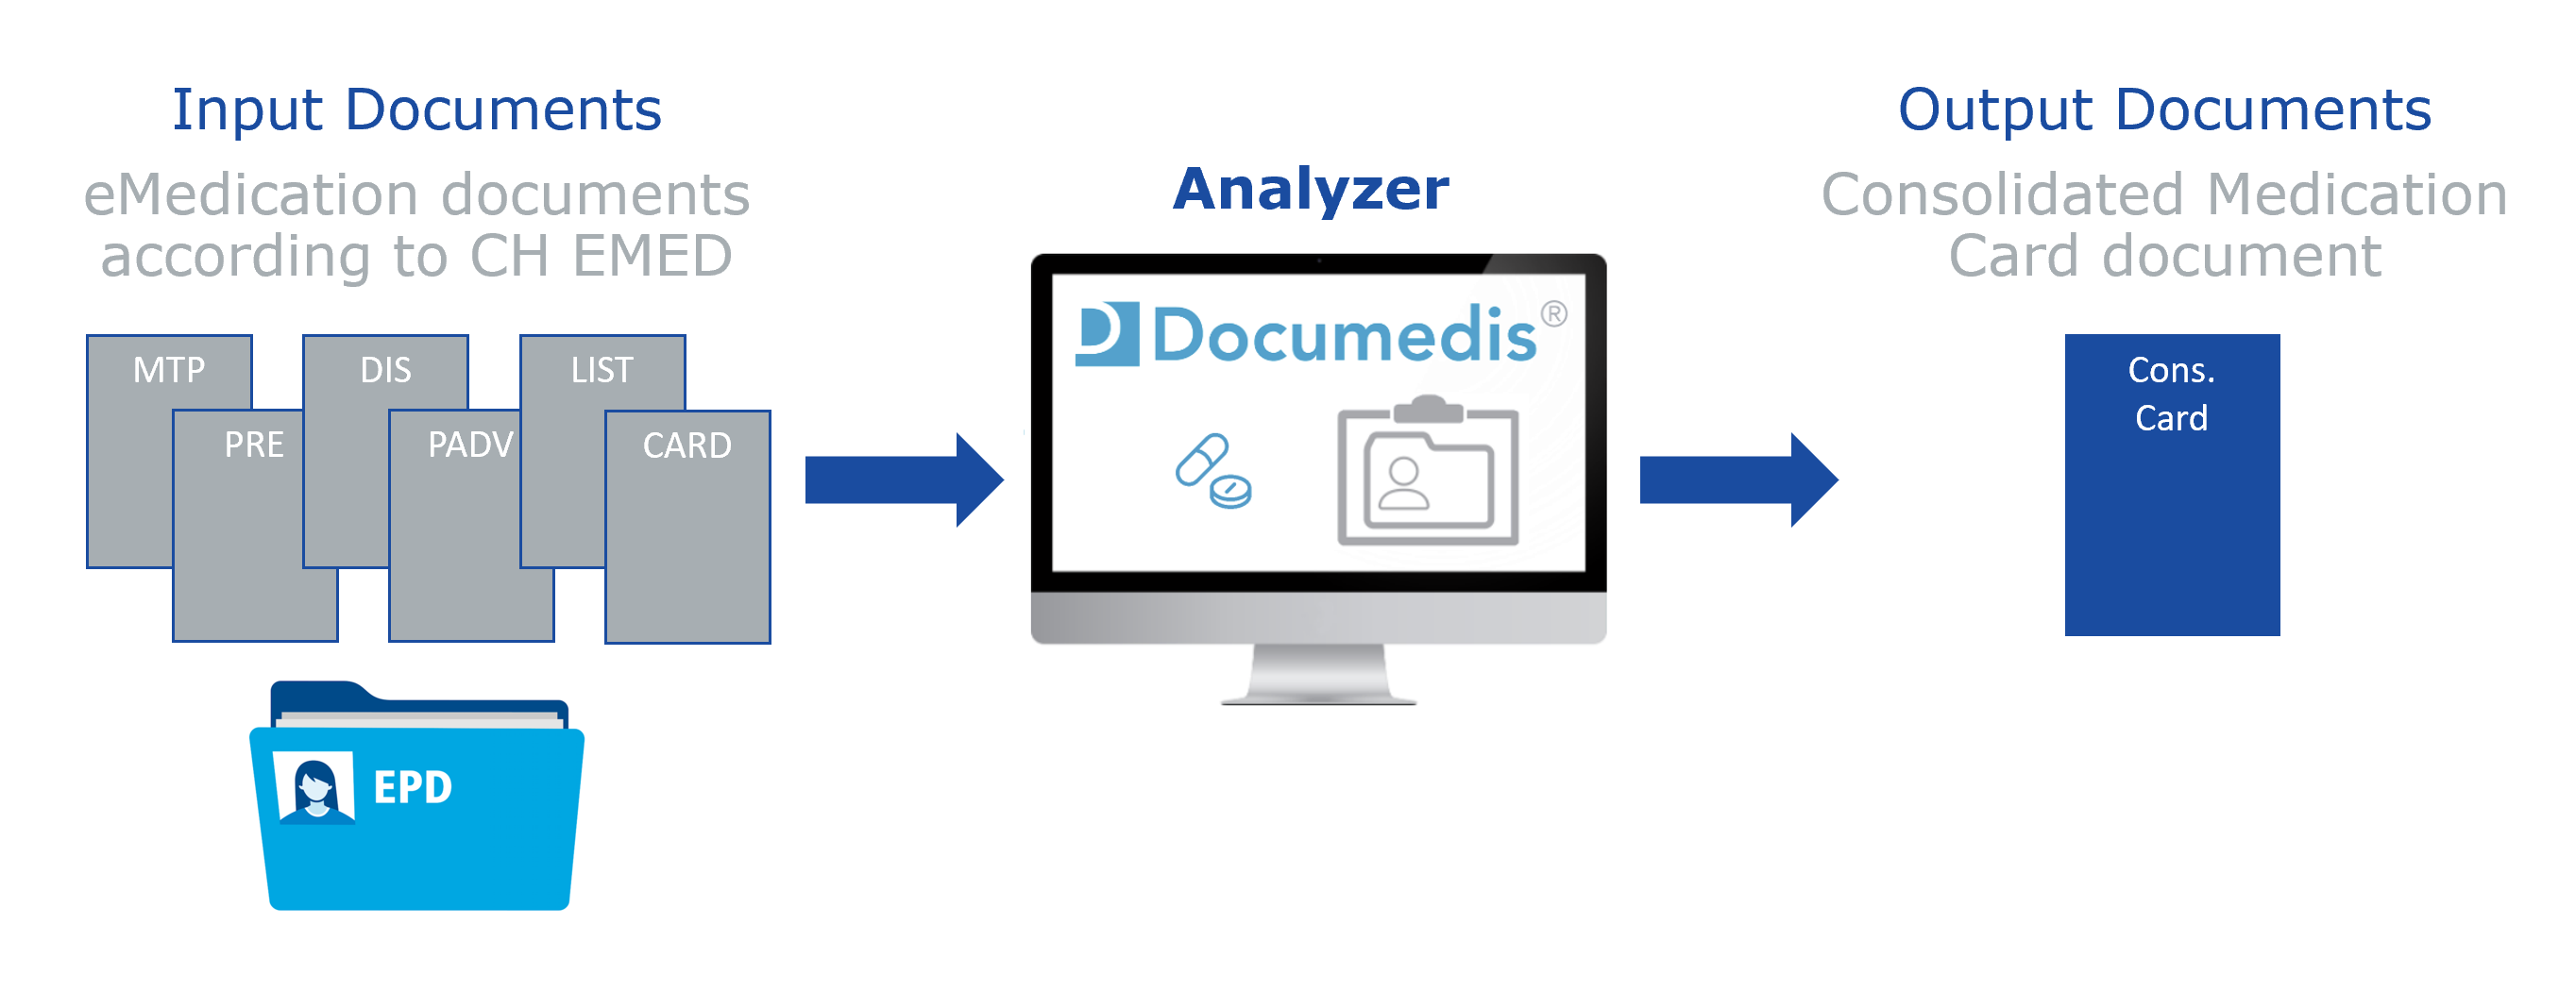 Input Documents
eMedication documents
according to CH EMED
MTP
DIS
LIST
PRE
PADV
CARD
EPD
Analyzer
Documedis®
Output Documents
Consolidated Medication
Card document
Cons.
Card